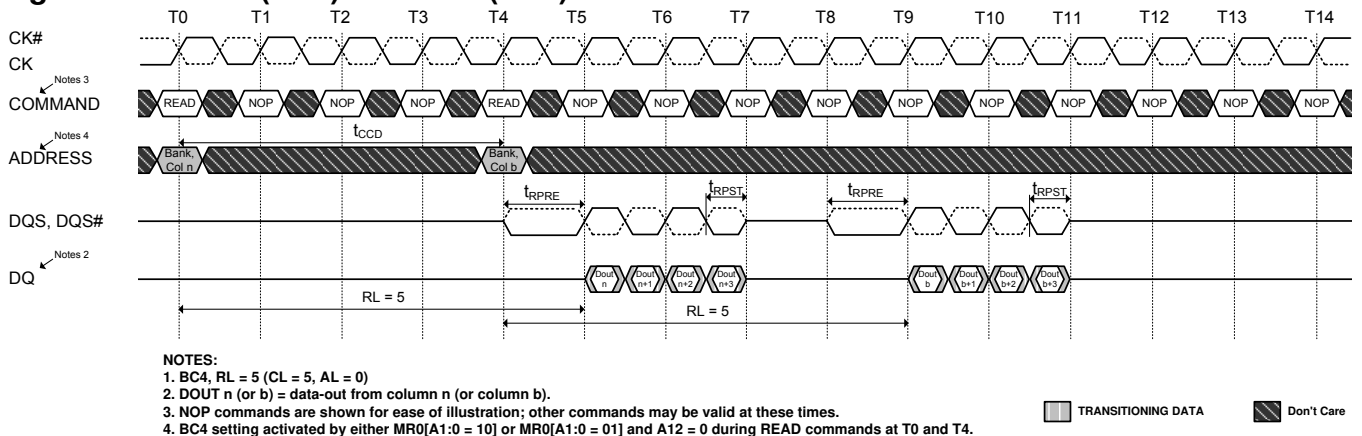 T0 T1 T2 T3 T4 T5 T6 T7 T8 T9 T10 T11 T12 T13 T14
CK#
CK
Notes 3
COMMAND READ NOP NOP NOP READ NOP NOP NOP NOP NOP NOP NOP NOP NOP NOP
tCCD
Notes 4
ADDRESS Bank, Col n Bank, Col b
tRPRE tRPST tRPRE tRPST
DQS, DQS#
Notes 2
DQ Dout n Dout n+1 Dout n+2 Dout n+3 Dout b Dout b+1 Dout b+2 Dout b+3
RL = 5
RL = 5
NOTES:
1. BC4, RL = 5 (CL = 5, AL = 0)
2. DOUT n (or b) = data-out from column n (or column b).
3. NOP commands are shown for ease of illustration; other commands may be valid at these times.
4. BC4 setting activated by either MR0[A1:0 = 10] or MR0[A1:0 = 01] and A12 = 0 during READ commands at T0 and T4.
TRANSITIONING DATA Don't Care